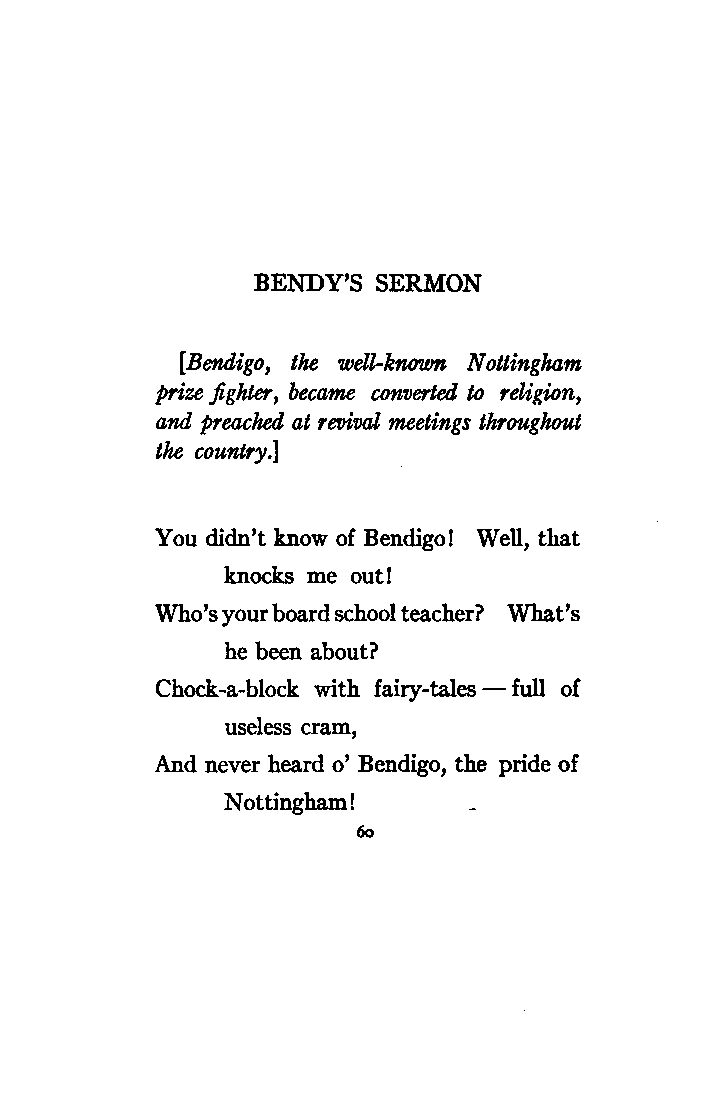 BENDY'S SERMON
[Bendigo, the well-known Nottingham
prize fighter, became converted to religion,
and preached at revival meetings throughout
the country.]
You didn't know of Bendigo! Well, that
knocks me out!
Who's your board school teacher? What's
he been about?
Chock-a-block with fairy-tales — full of
useless cram,
And never heard o' Bendigo, the pride of
Nottingham!
60